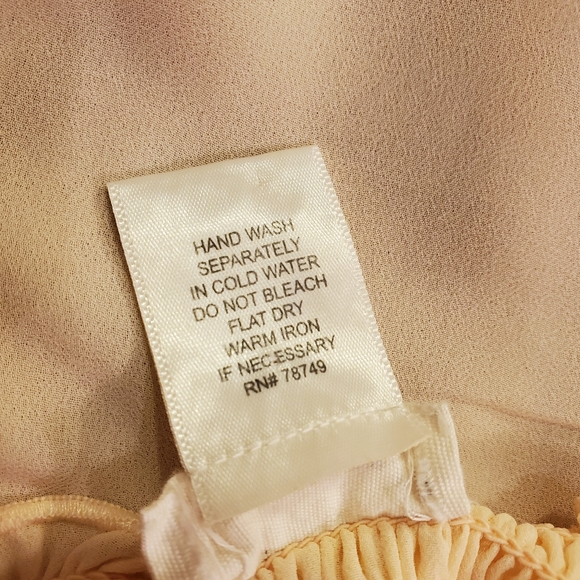 HAND WASH
SEPARATELY
IN COLD WATER
DO NOT BLEACH
FLAT DRY
WARM IRON
IF NECESSARY
RN# 78749